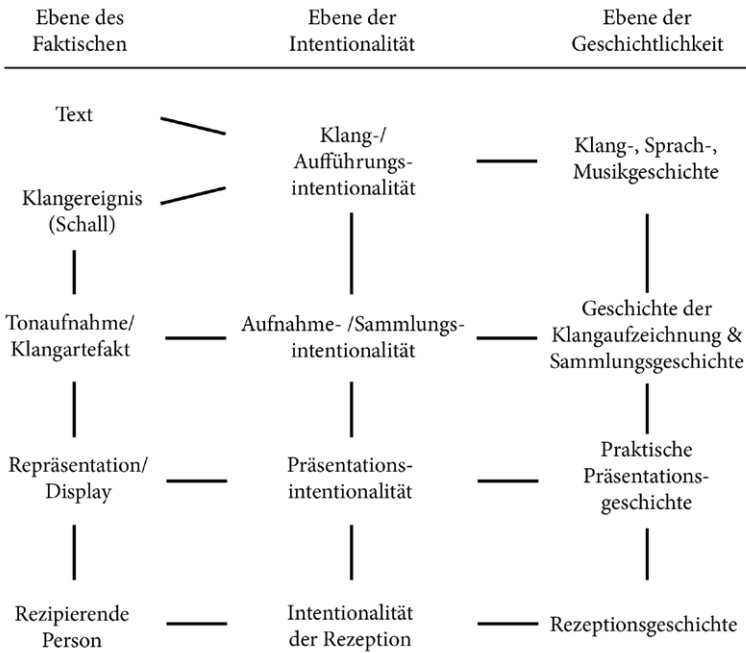 Ebene des
Faktischen
Ebene der
Intentionalität
Ebene der
Geschichtlichkeit
Text
Klang-/
Aufführungs-
intentionalität
Klang-, Sprach-,
Musikgeschichte
Klangereignis
(Schall)
Tonaufnahme/
Klangartefakt
Aufnahme- /Sammlungs-
intentionalität
Geschichte der
Klangaufzeichnung &
Sammlungsgeschichte
Repräsentation/
Display
Präsentations-
intentionalität
Praktische
Präsentations-
geschichte
Rezipierende
Person
Intentionalität
der Rezeption
Rezeptionsgeschichte